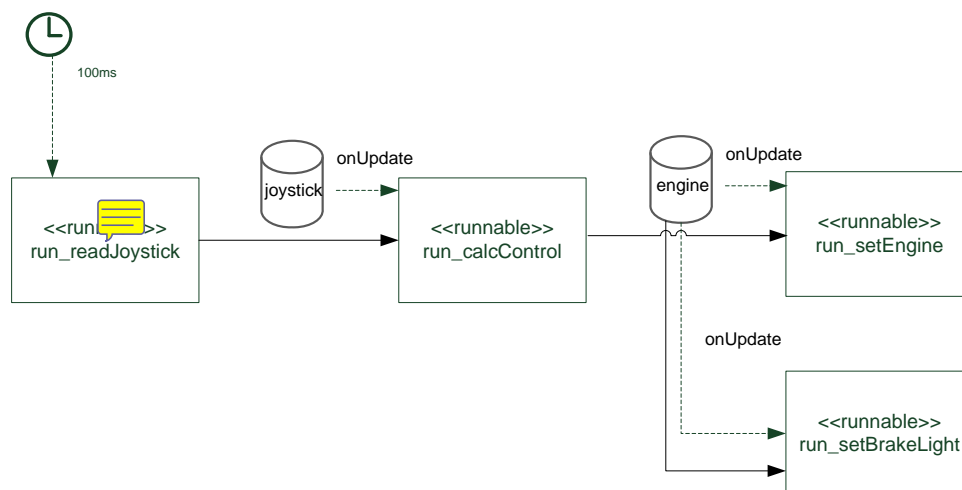 100ms
joystick
onUpdate
engine
onUpdate
run_readJoystick
<<runnable>>
run_calcControl
<<runnable>>
run_setEngine
onUpdate
<<runnable>>
run_setBrakeLight